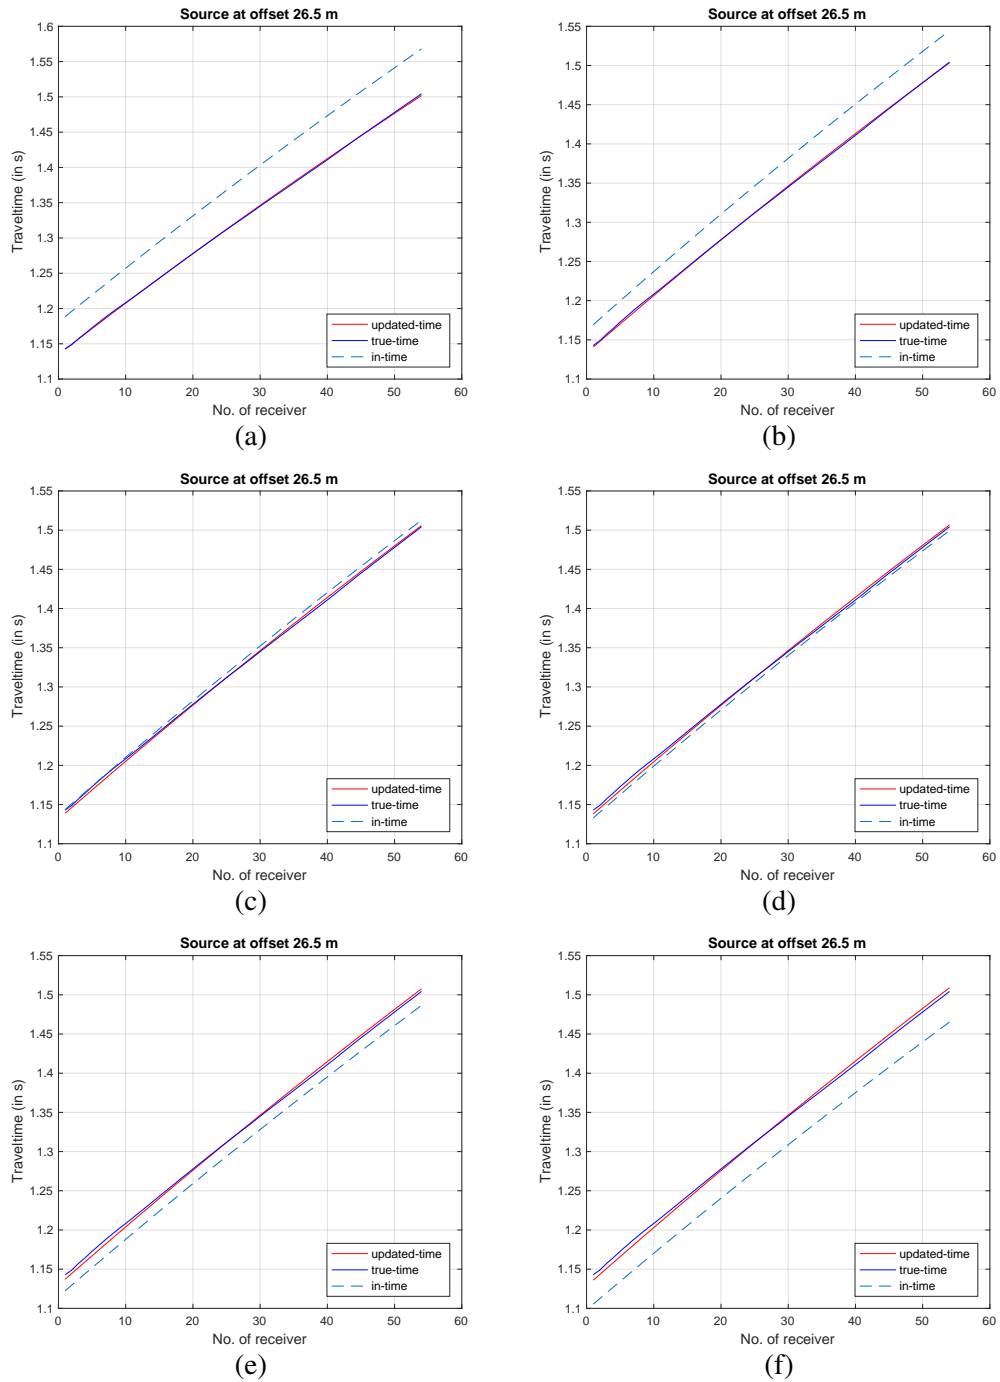 Source at offset 26.5 m
1.6
1.55
1.5
1.45
1.4
1.35
1.3
1.25
1.2
1.15
1.1
Traveltime (in s)
updated-time
true-time
in-time
0 10 20 30 40 50 60
No. of receiver
(a)
Source at offset 26.5 m
1.55
1.5
1.45
1.4
1.35
1.3
1.25
1.2
1.15
1.1
Traveltime (in s)
updated-time
true-time
in-time
0 10 20 30 40 50 60
No. of receiver
(b)
Source at offset 26.5 m
1.55
1.5
1.45
1.4
1.35
1.3
1.25
1.2
1.15
1.1
Traveltime (in s)
updated-time
true-time
in-time
0 10 20 30 40 50 60
No. of receiver
(c)
Source at offset 26.5 m
1.55
1.5
1.45
1.4
1.35
1.3
1.25
1.2
1.15
1.1
Traveltime (in s)
updated-time
true-time
in-time
0 10 20 30 40 50 60
No. of receiver
(d)
Source at offset 26.5 m
1.55
1.5
1.45
1.4
1.35
1.3
1.25
1.2
1.15
1.1
Traveltime (in s)
updated-time
true-time
in-time
0 10 20 30 40 50 60
No. of receiver
(e)
Source at offset 26.5 m
1.55
1.5
1.45
1.4
1.35
1.3
1.25
1.2
1.15
1.1
Traveltime (in s)
updated-time
true-time
in-time
0 10 20 30 40 50 60
No. of receiver
(f)